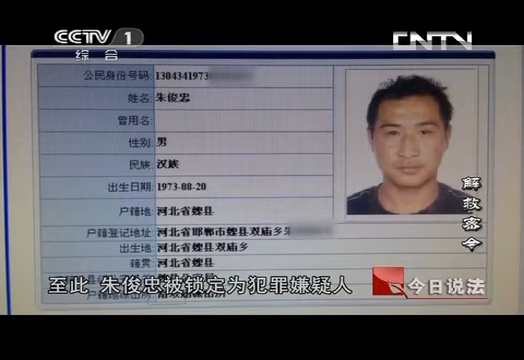 CCTV 1 综合
CNTV
公民身份号码: 1304341973
姓名: 朱俊忠
曾用名:
性别: 男
民族: 汉族
出生日期: 1973-08-20
户籍地: 河北省魏县
户籍登记地址: 河北省邯郸市魏县双庙乡朱
出生地: 河北省魏县双庙乡
籍贯: 河北省魏县
解救密令
至此 朱俊忠被锁定为犯罪嫌疑人
今日说法